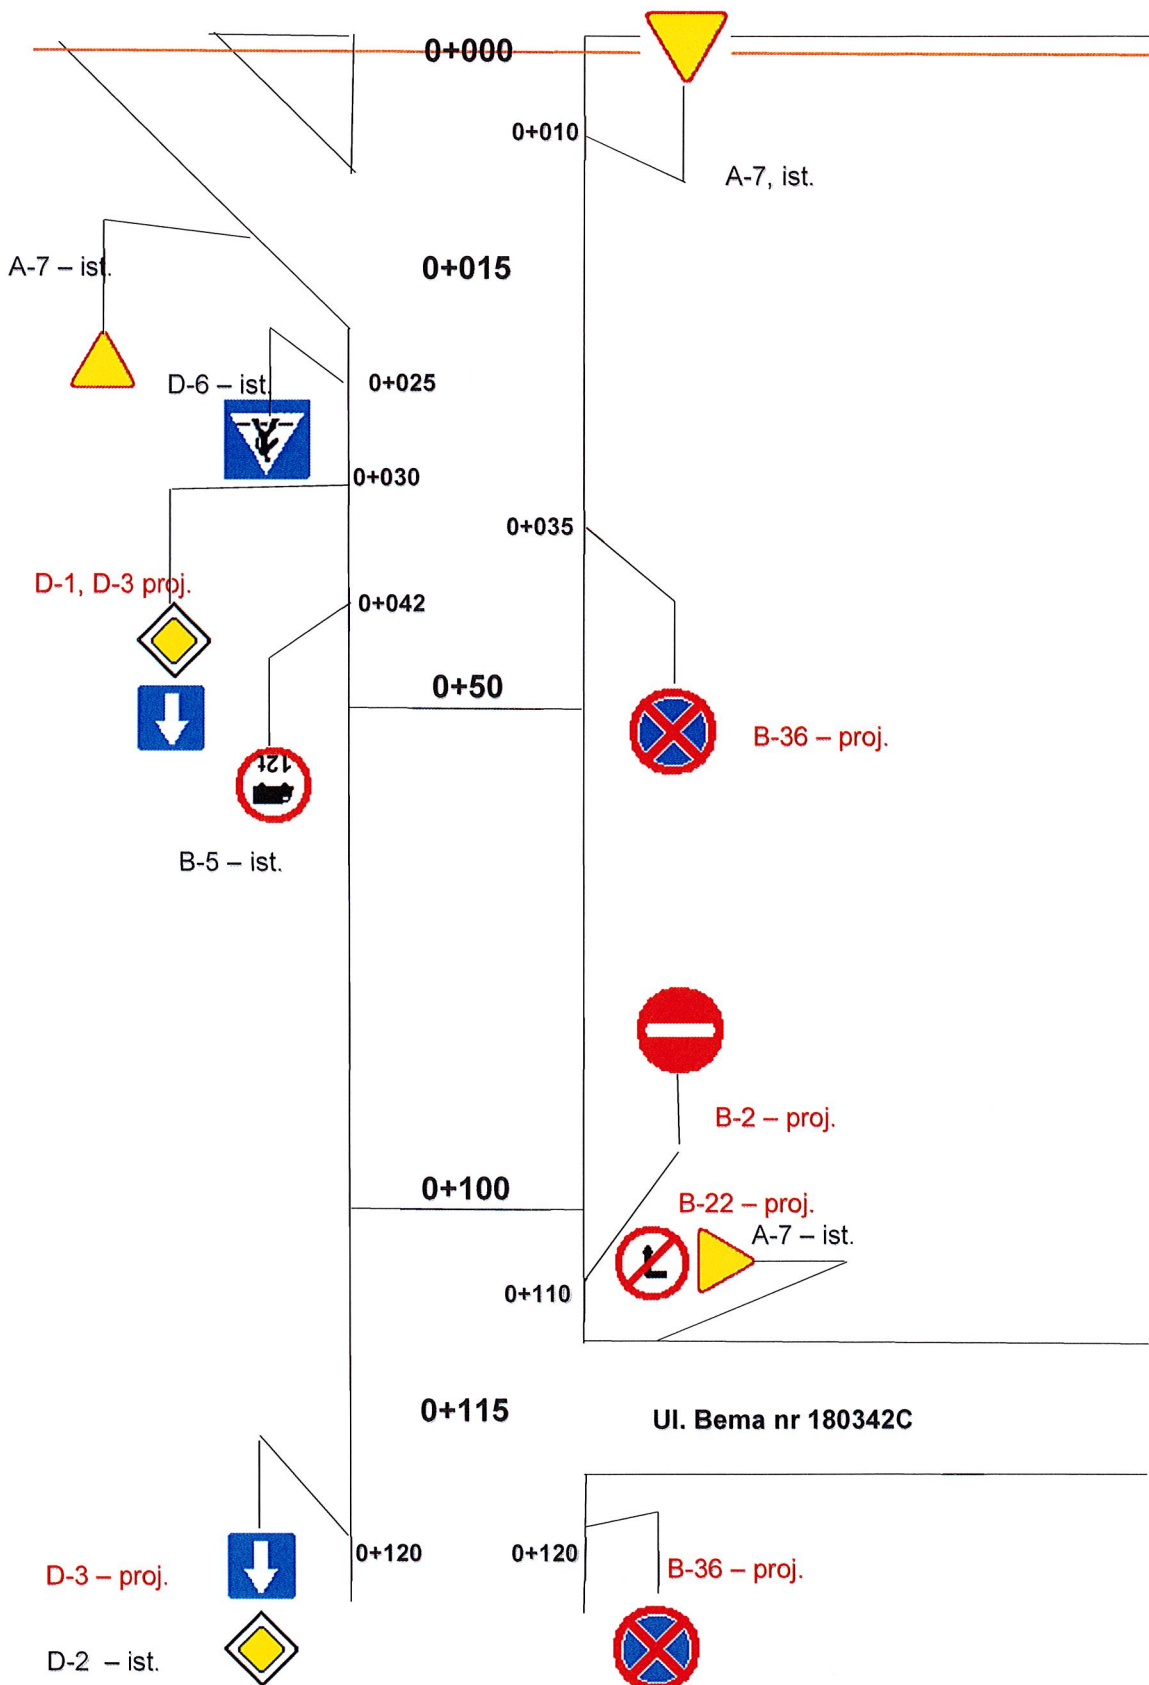 0+000
0+010
A-7, ist.
A-7 – ist.
0+015
D-6 – ist.
0+025
0+030
0+035
D-1, D-3 proj.
0+042
0+50
B-36 – proj.
12t
B-5 – ist.
B-2 – proj.
0+100
B-22 – proj.
A-7 – ist.
0+110
0+115
Ul. Bema nr 180342C
0+120
0+120
D-3 – proj.
B-36 – proj.
D-2 – ist.